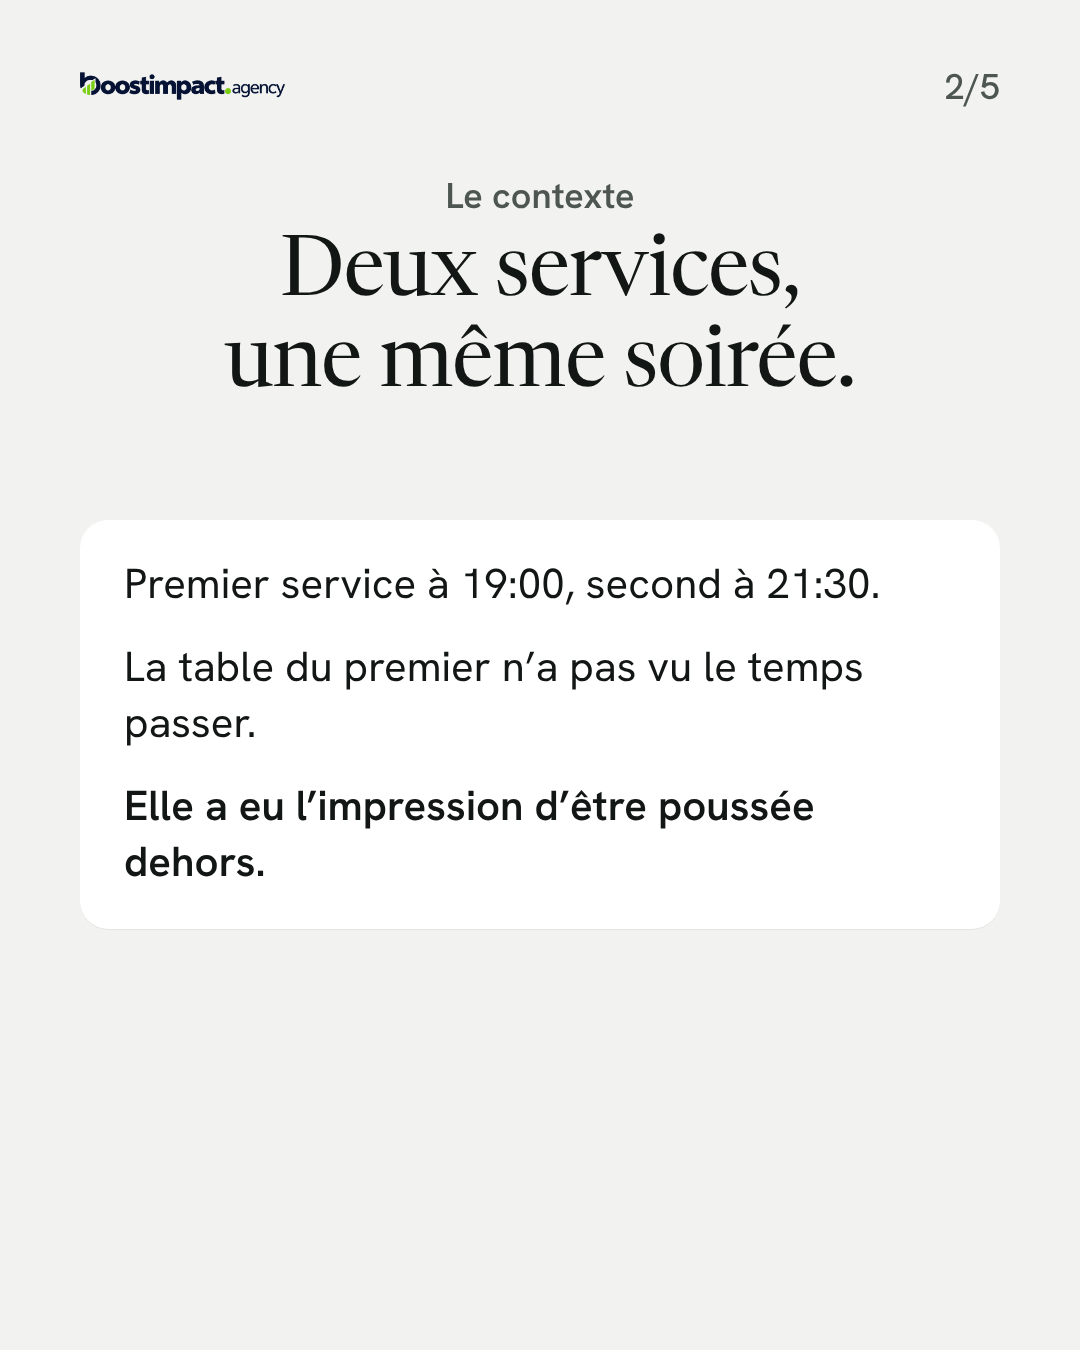 boostimpact.agency
2/5
Le contexte
Deux services,
une même soirée.
Premier service à 19:00, second à 21:30.
La table du premier n’a pas vu le temps
passer.
Elle a eu l’impression d’être poussée
dehors.